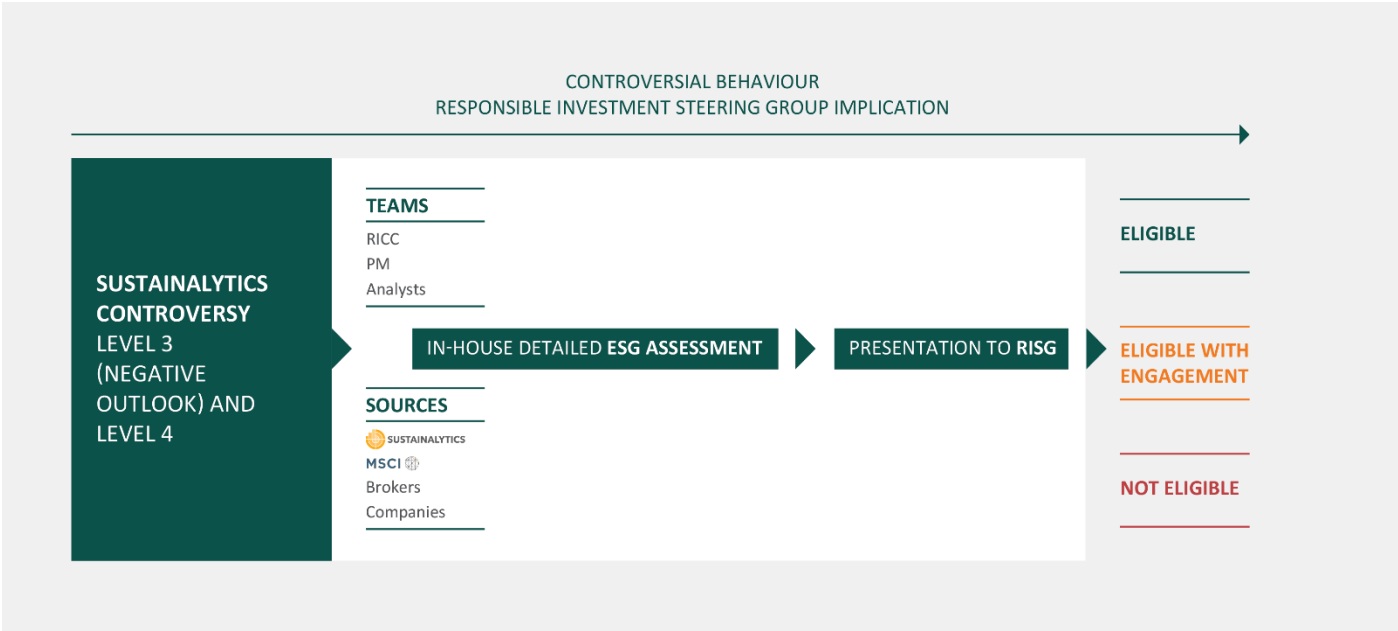 CONTROVERSIAL BEHAVIOUR
RESPONSIBLE INVESTMENT STEERING GROUP IMPLICATION
SUSTAINALYTICS
CONTROVERSY
LEVEL 3
(NEGATIVE
OUTLOOK) AND
LEVEL 4
TEAMS
RICC
PM
Analysts
IN-HOUSE DETAILED ESG ASSESSMENT
PRESENTATION TO RISG
SOURCES
SUSTAINALYTICS
MSCI
Brokers
Companies
ELIGIBLE
ELIGIBLE WITH
ENGAGEMENT
NOT ELIGIBLE